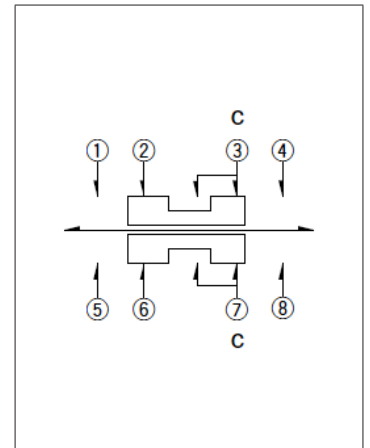 C
① ② ③ ④
⑤ ⑥ ⑦ ⑧
C